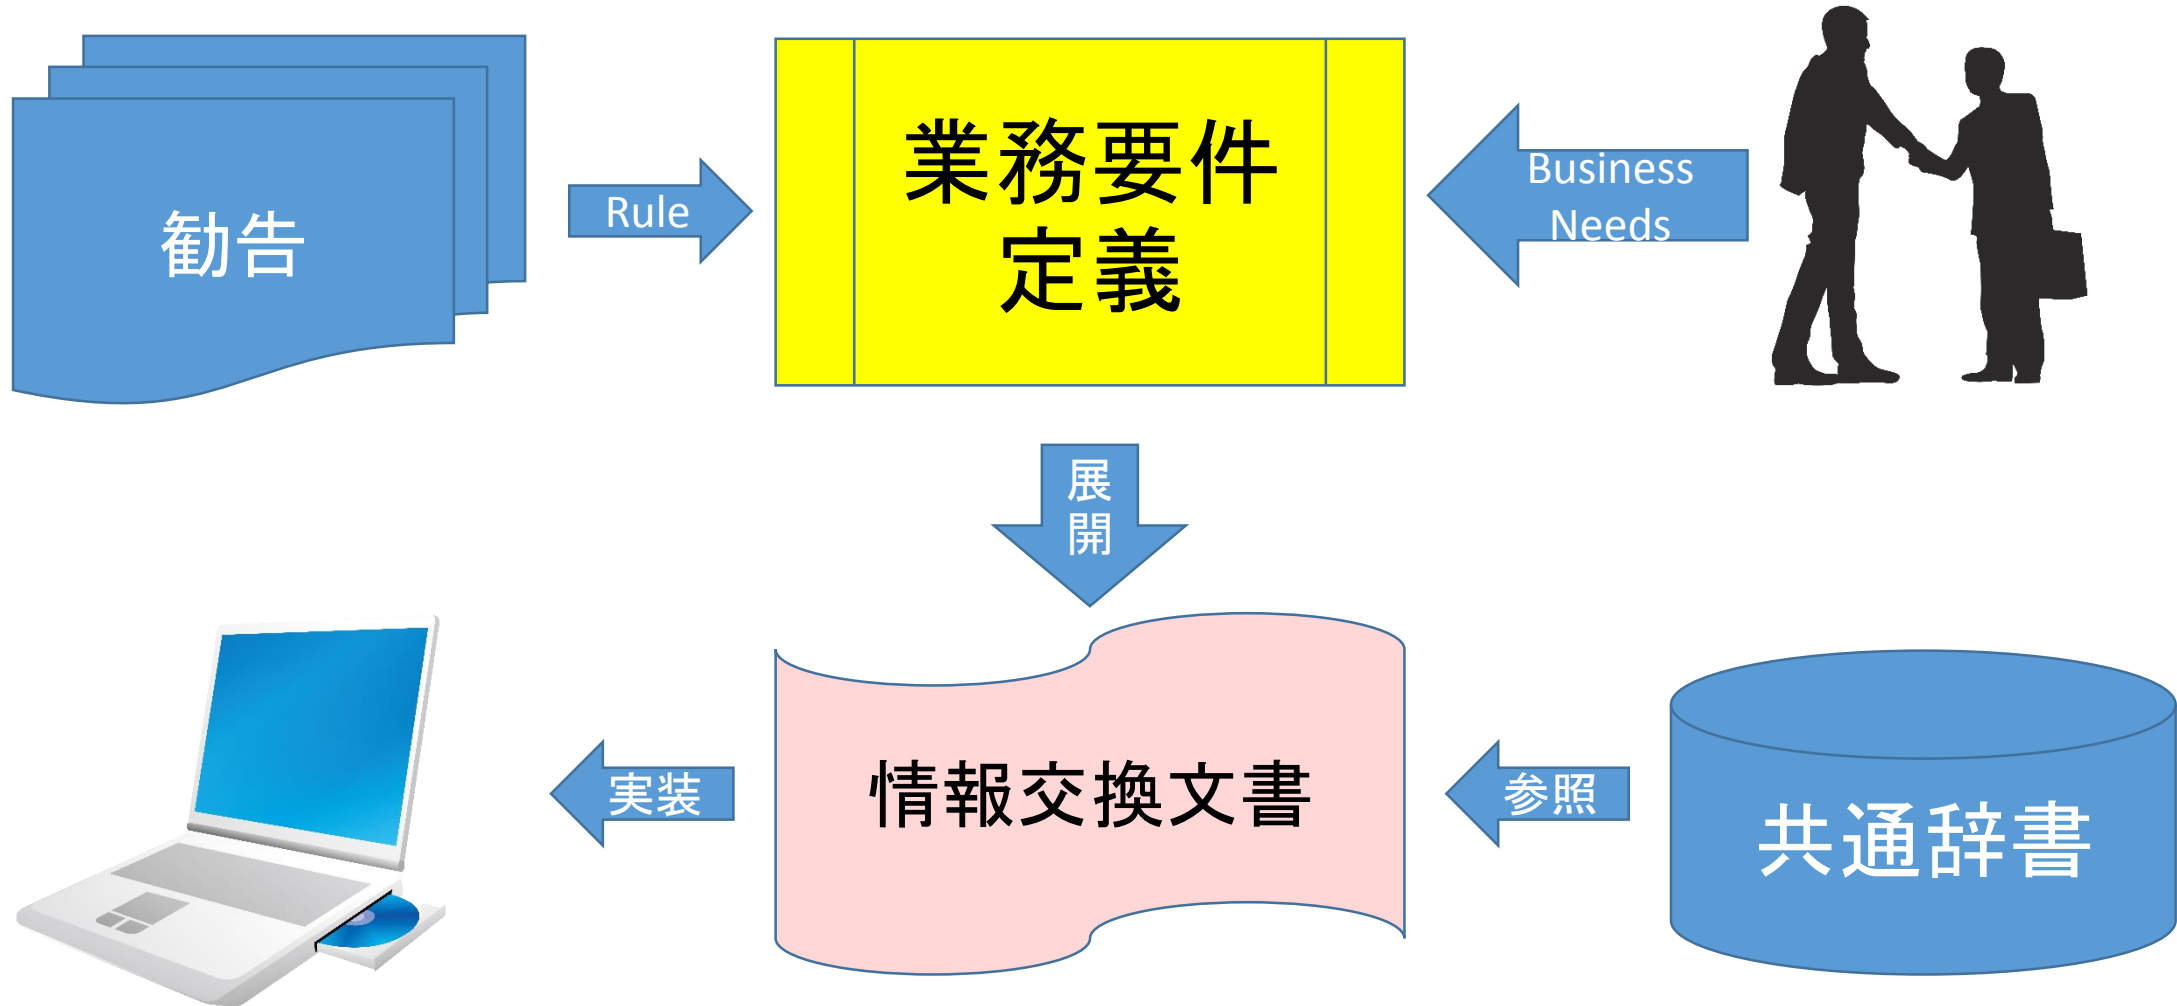 勧告
Rule
業務要件
定義
Business
Needs
展
開
実装
情報交換文書
参照
共通辞書